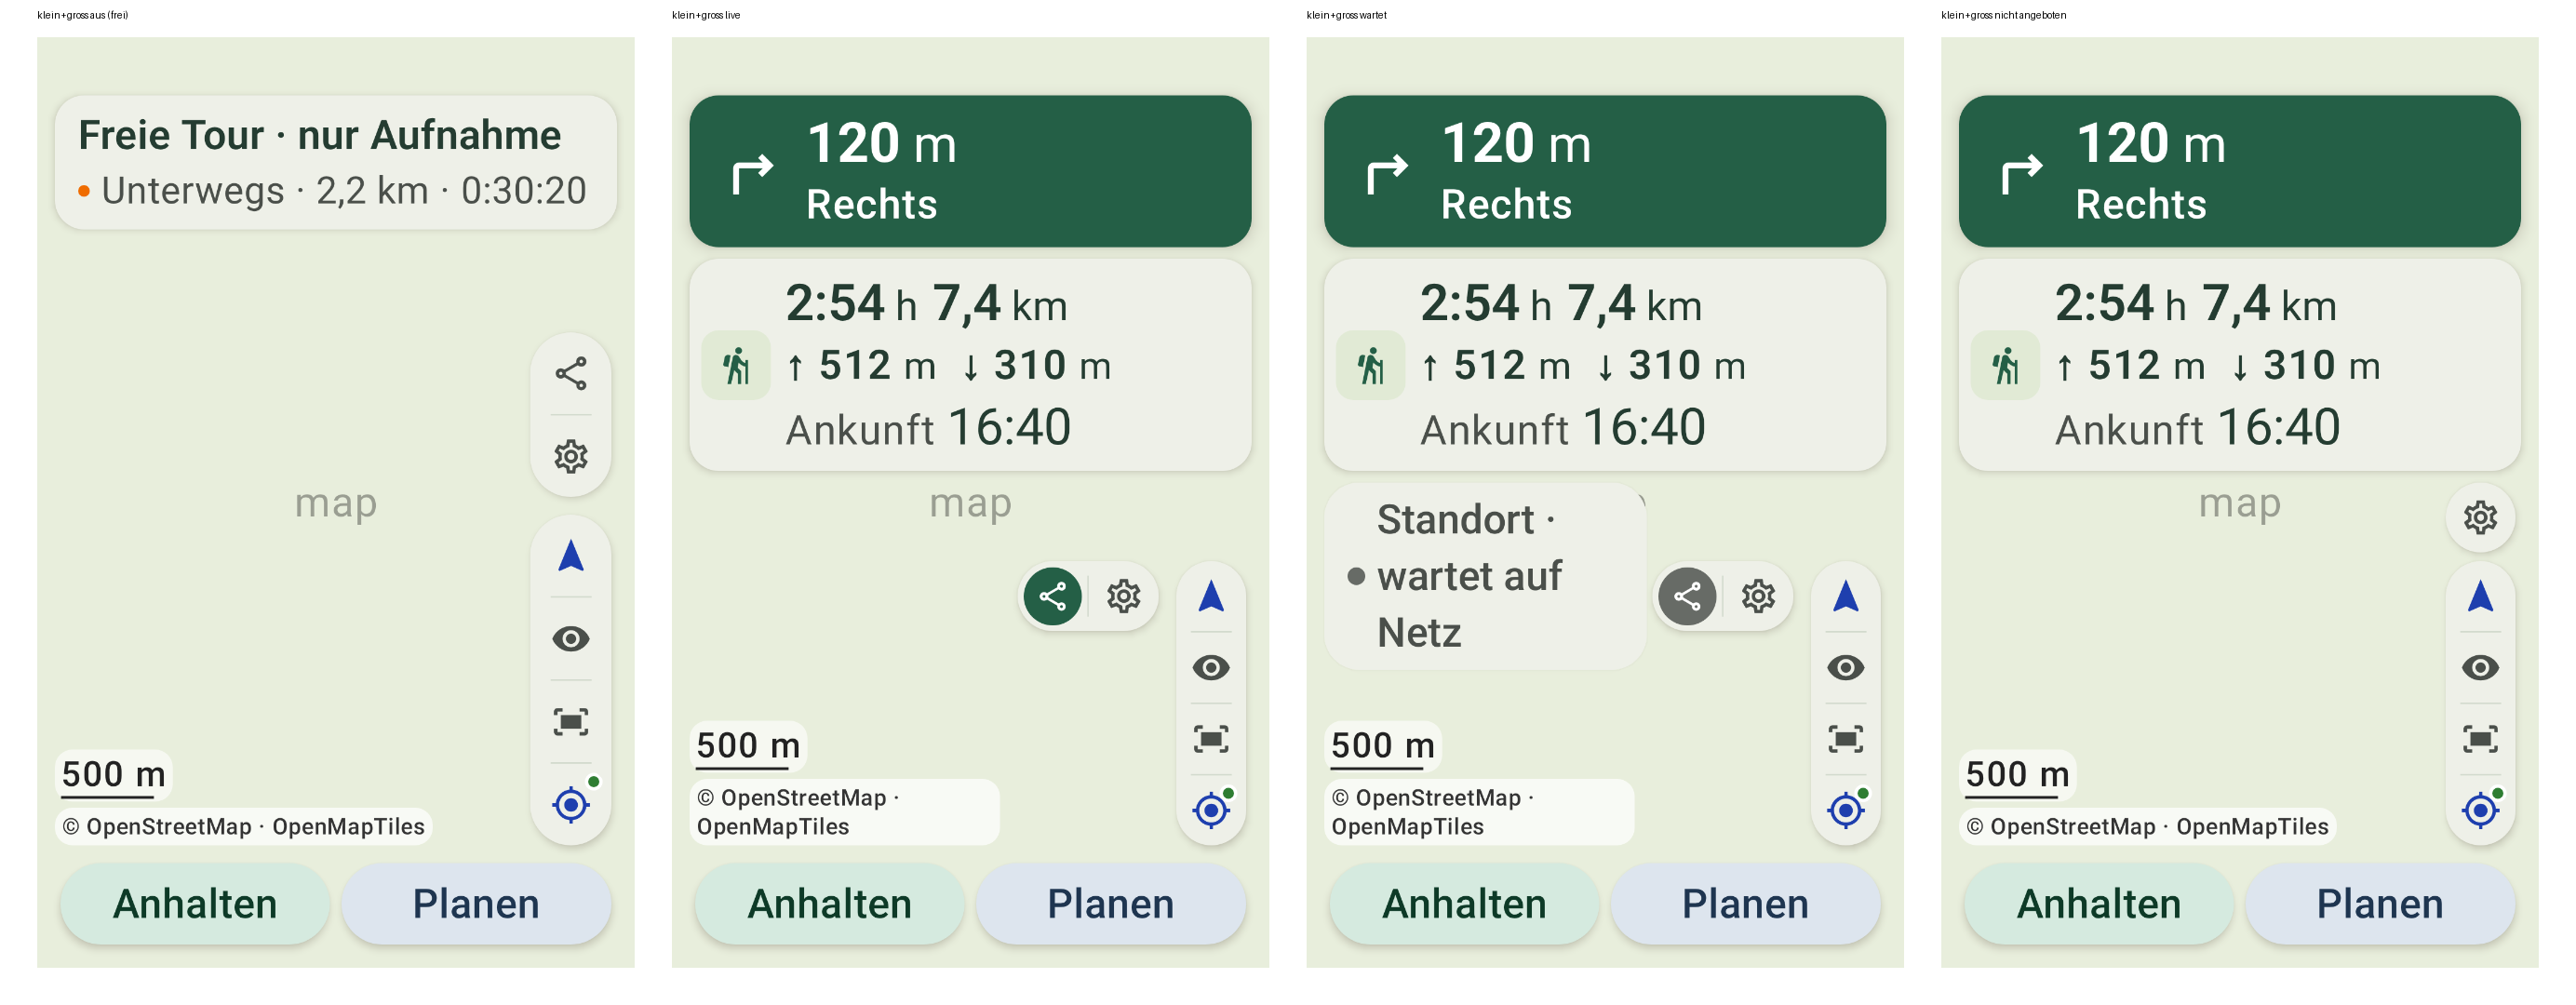 klein+gross aus (frei)
Freie Tour · nur Aufnahme
Unterwegs · 2,2 km · 0:30:20
map
500 m
© OpenStreetMap · OpenMapTiles
Anhalten
Planen
klein+gross live
120 m
Rechts
2:54 h 7,4 km
↑ 512 m ↓ 310 m
Ankunft 16:40
map
500 m
© OpenStreetMap ·
OpenMapTiles
Anhalten
Planen
klein+gross wartet
120 m
Rechts
2:54 h 7,4 km
↑ 512 m ↓ 310 m
Ankunft 16:40
Standort ·
wartet auf
Netz
500 m
© OpenStreetMap ·
OpenMapTiles
Anhalten
Planen
klein+gross nicht angeboten
120 m
Rechts
2:54 h 7,4 km
↑ 512 m ↓ 310 m
Ankunft 16:40
map
500 m
© OpenStreetMap · OpenMapTiles
Anhalten
Planen